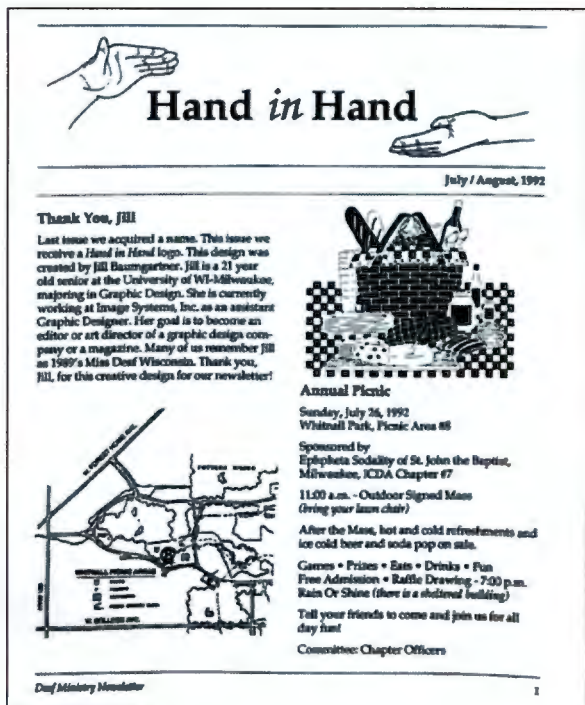 Hand in Hand
July / August, 1992
Thank You, Jill
Last issue we acquired a name. This issue we
receive a Hand in Hand logo. This design was
created by Jill Baumgartner. Jill is a 21 year
old senior at the University of WI-Milwaukee,
majoring in Graphic Design. She is currently
working at Image Systems, Inc. as an assistant
Graphic Designer. Her goal is to become an
editor or art director of a graphic design com-
pany or a magazine. Many of us remember Jill
as 1989's Miss Deaf Wisconsin. Thank you,
Jill, for this creative design for our newsletter!
W. FOREST HOME AVE.
WHITNALL PICNIC AREAS
Annual Picnic
Sunday, July 26, 1992
Whitnall Park, Picnic Area #8
Sponsored by
Ephpheta Sodality of St. John the Baptist,
Milwaukee, ICDA Chapter #7
11:00 a.m. - Outdoor Signed Mass
(bring your lawn chair)
After the Mass, hot and cold refreshments and
ice cold beer and soda pop on sale.
Games • Prizes • Eats • Drinks • Fun
Free Admission • Raffle Drawing - 7:00 p.m.
Rain Or Shine (there is a sheltered building)
Tell your friends to come and join us for all
day fun!
Committee: Chapter Officers
Deaf Ministry Newsletter
1